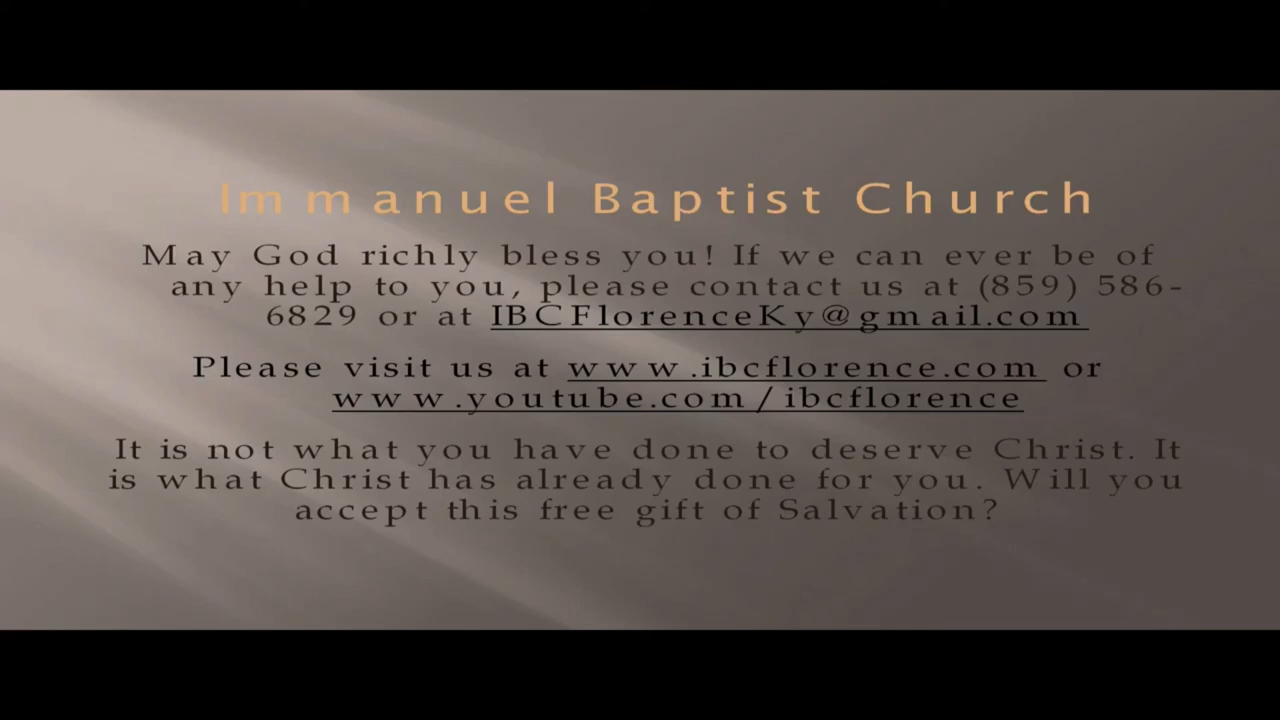 Immanuel Baptist Church
May God richly bless you! If we can ever be of
any help to you, please contact us at (859) 586-
6829 or at IBCFlorenceKy@gmail.com
Please visit us at www.ibcflorence.com or
www.youtube.com/ibcflorence
It is not what you have done to deserve Christ. It
is what Christ has already done for you. Will you
accept this free gift of Salvation?